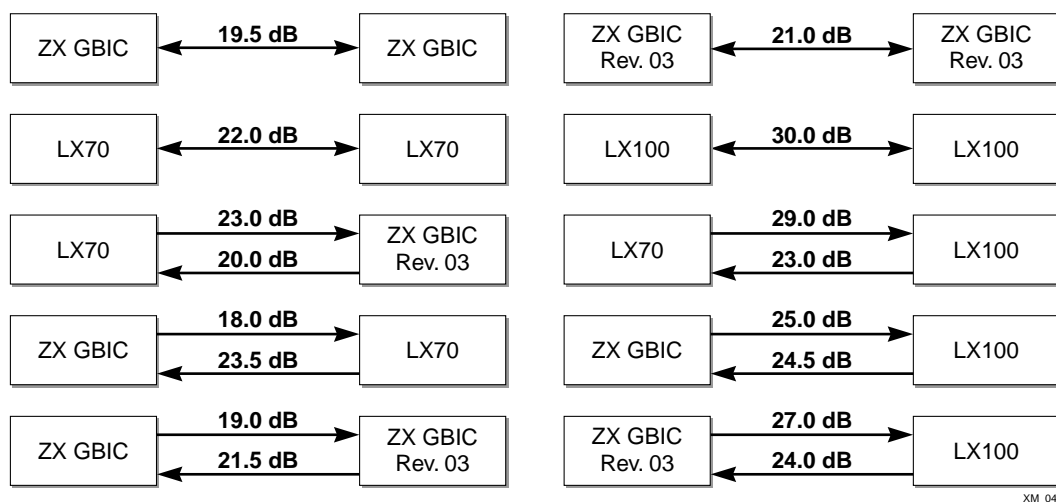 ZX GBIC
19.5 dB
ZX GBIC
ZX GBIC
Rev. 03
21.0 dB
ZX GBIC
Rev. 03
LX70
22.0 dB
LX70
LX100
30.0 dB
LX100
LX70
23.0 dB
20.0 dB
ZX GBIC
Rev. 03
LX70
29.0 dB
23.0 dB
LX100
ZX GBIC
18.0 dB
23.5 dB
LX70
ZX GBIC
25.0 dB
24.5 dB
LX100
ZX GBIC
19.0 dB
21.5 dB
ZX GBIC
Rev. 03
ZX GBIC
Rev. 03
27.0 dB
24.0 dB
LX100
XM_04